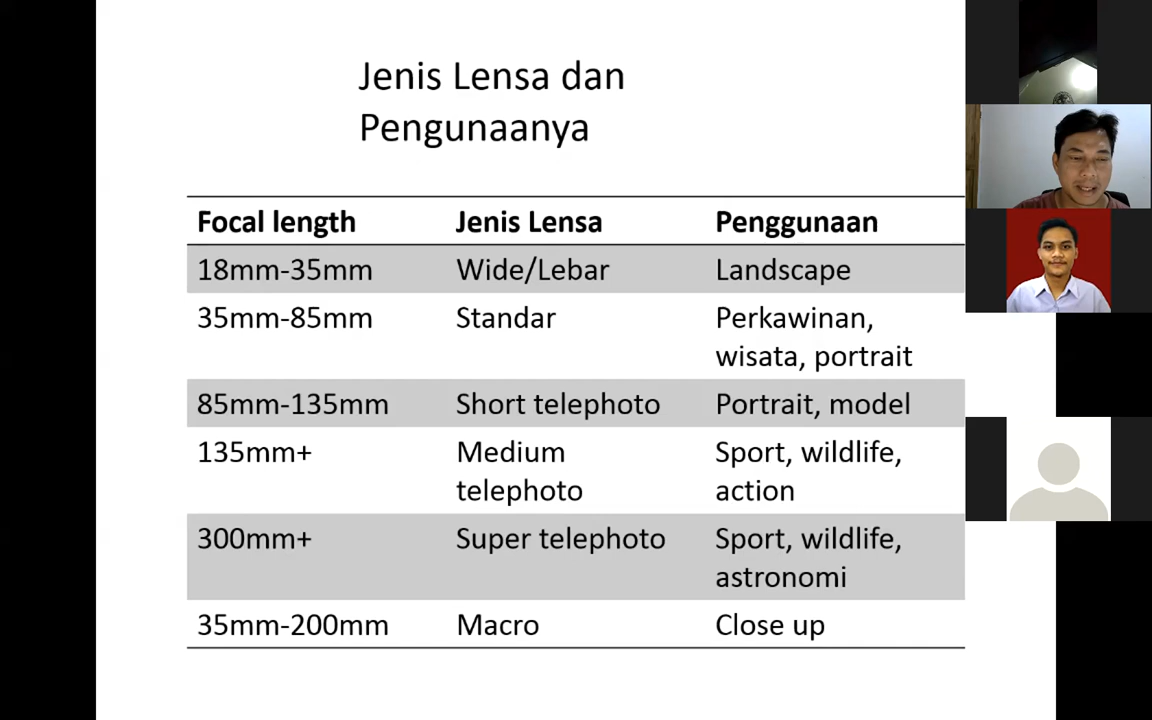 Jenis Lensa dan
Pengunaanya
Focal length Jenis Lensa Penggunaan
18mm-35mm Wide/Lebar Landscape
35mm-85mm Standar Perkawinan,
wisata, portrait
85mm-135mm Short telephoto Portrait, model
135mm+ Medium Sport, wildlife,
telephoto action
300mm+ Super telephoto Sport, wildlife,
astronomi
35mm-200mm Macro Close up